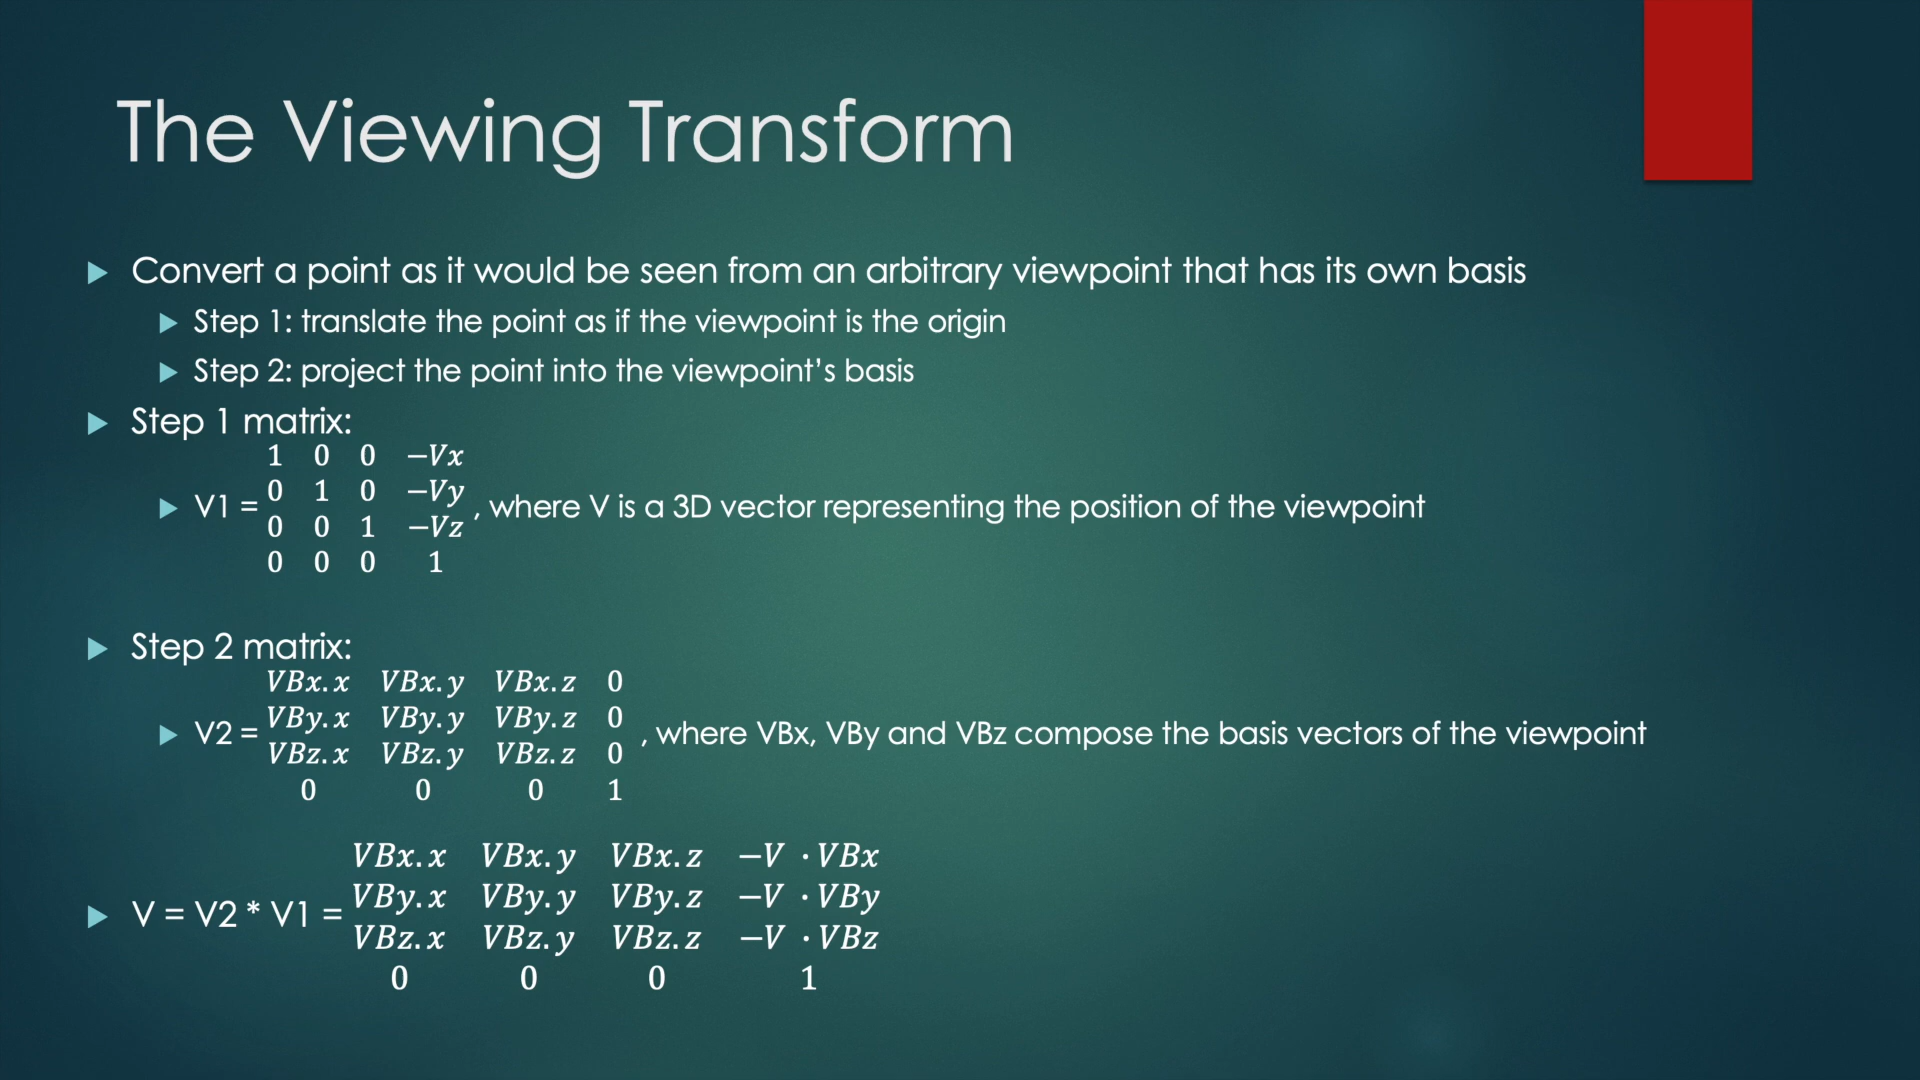 The Viewing Transform
Convert a point as it would be seen from an arbitrary viewpoint that has its own basis
Step 1: translate the point as if the viewpoint is the origin
Step 2: project the point into the viewpoint’s basis
Step 1 matrix:
1 0 0 −Vx
0 1 0 −Vy
V1 = , where V is a 3D vector representing the position of the viewpoint
0 0 1 −Vz
0 0 0 1
Step 2 matrix:
VBx.x VBx.y VBx.z 0
VBy.x VBy.y VBy.z 0
V2 = , where VBx, VBy and VBz compose the basis vectors of the viewpoint
VBz.x VBz.y VBz.z 0
0 0 0 1
VBx.x VBx.y VBx.z −V · VBx
VBy.x VBy.y VBy.z −V · VBy
V = V2 * V1 =
VBz.x VBz.y VBz.z −V · VBz
0 0 0 1